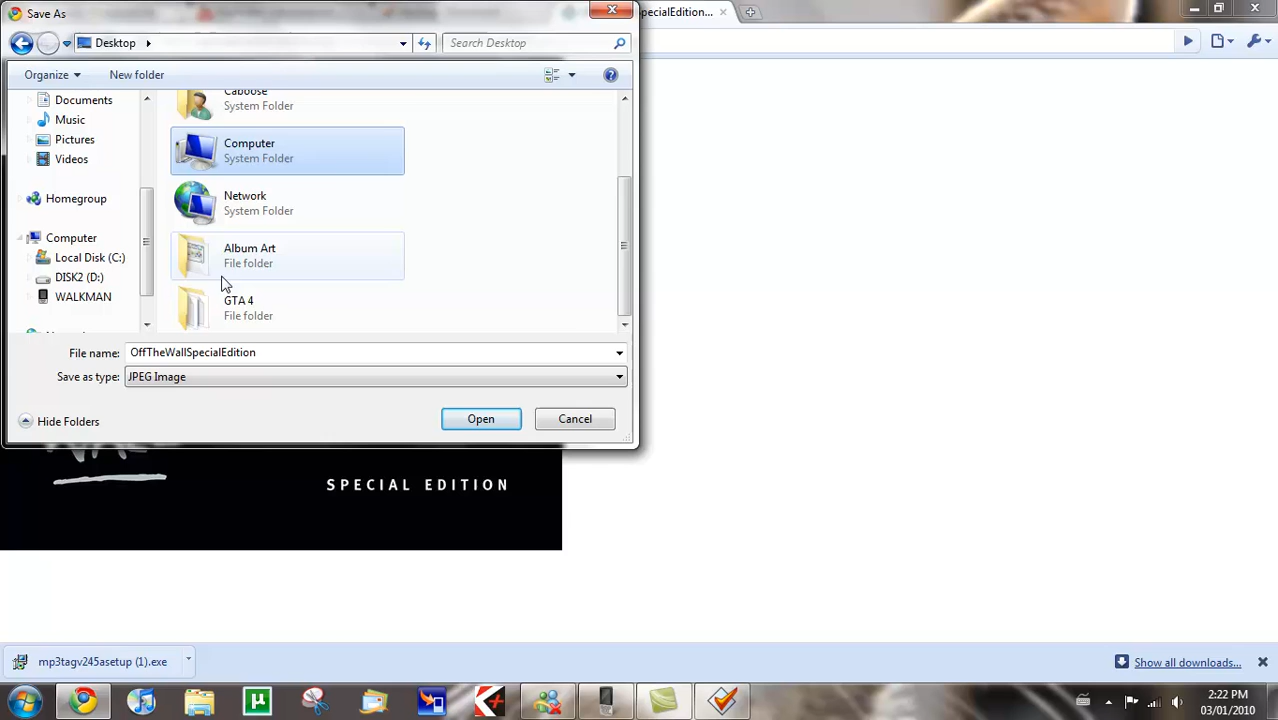 Save As
pecialEdition...
Desktop
Search Desktop
Organize
New folder
Documents
Music
Pictures
Videos
Homegroup
Computer
Local Disk (C:)
DISK2 (D:)
WALKMAN
Caboose
System Folder
Computer
System Folder
Network
System Folder
Album Art
File folder
GTA 4
File folder
File name:
OffTheWallSpecialEdition
Save as type:
JPEG Image
Hide Folders
Open
Cancel
SPECIAL EDITION
mp3tagv245asetup (1).exe
Show all downloads...
2:22 PM
03/01/2010